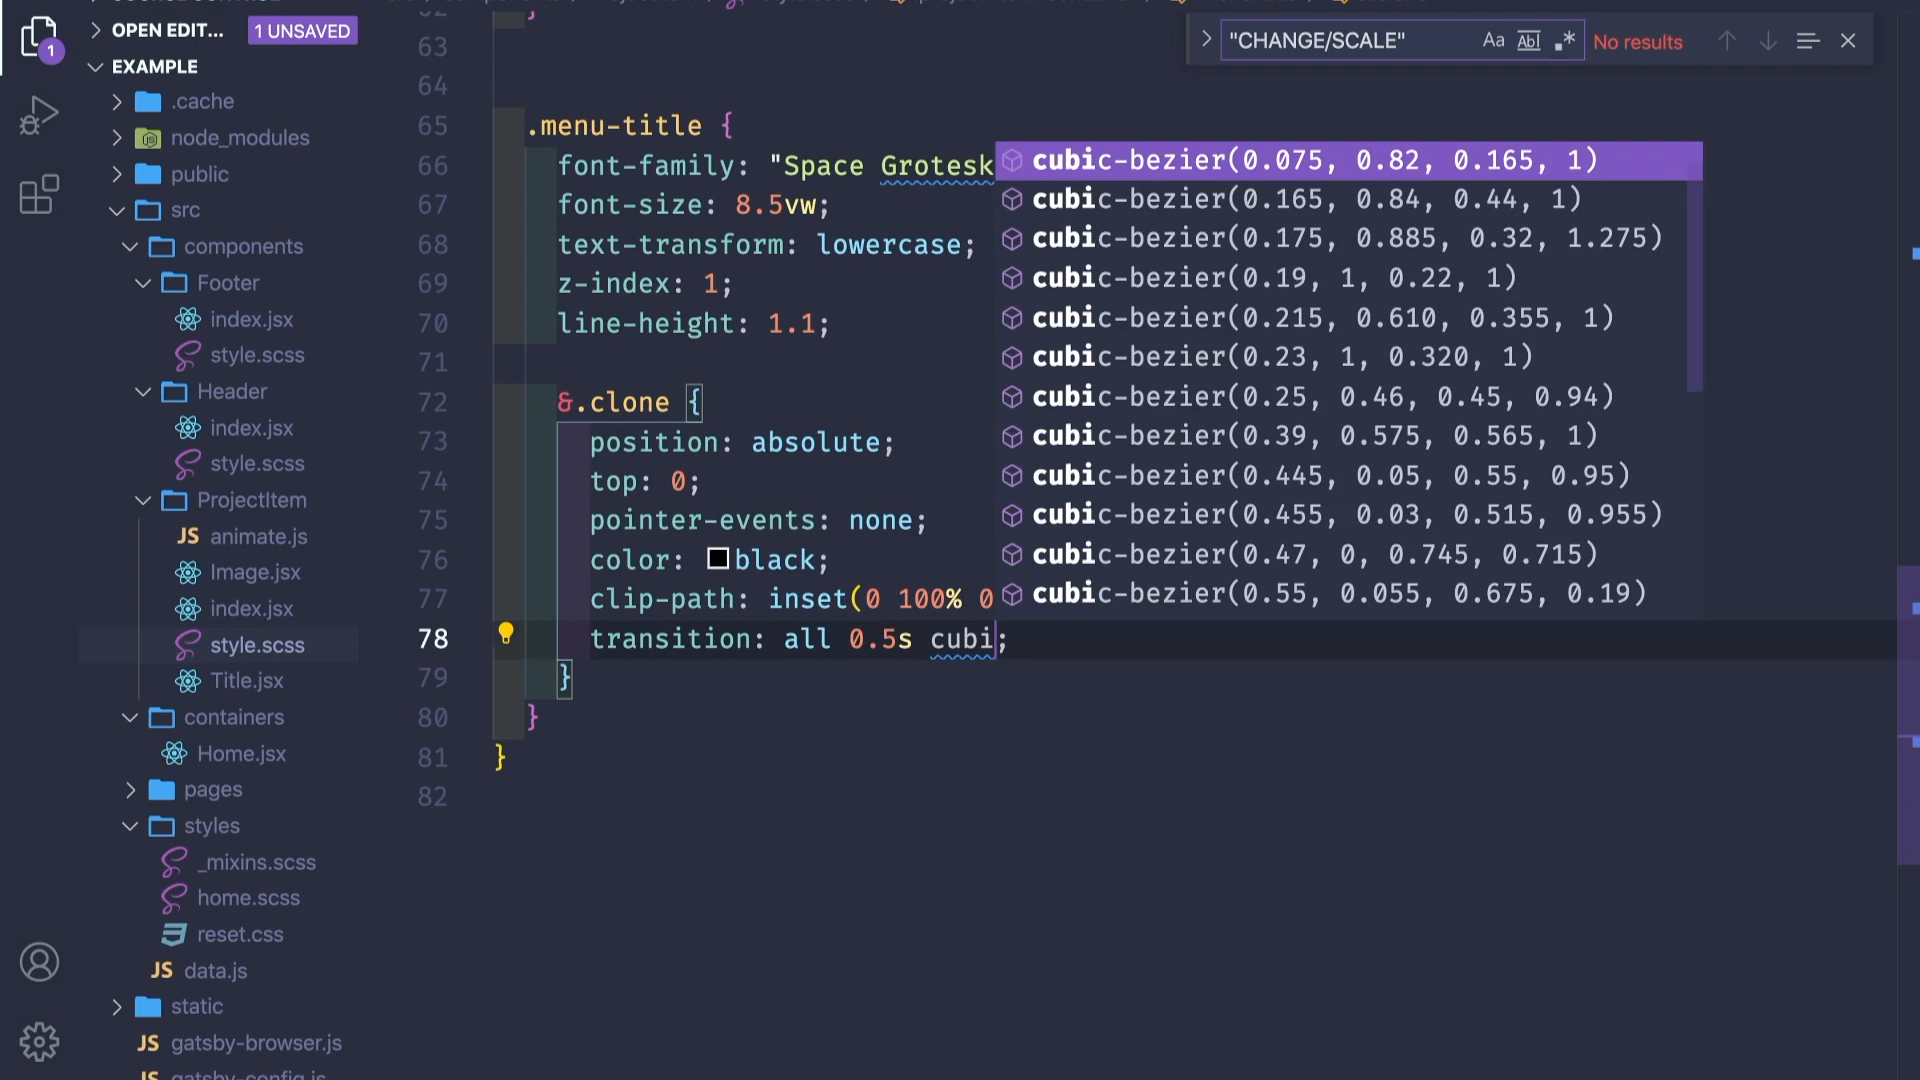 OPEN EDIT...
1 UNSAVED
EXAMPLE
.cache
node_modules
public
src
components
Footer
index.jsx
style.scss
Header
index.jsx
style.scss
ProjectItem
JS animate.js
Image.jsx
index.jsx
style.scss
Title.jsx
containers
Home.jsx
pages
styles
_mixins.scss
home.scss
reset.css
JS data.js
static
JS gatsby-browser.js
JS gatsby-config.js
1
63
64
65 .menu-title {
66 font-family: "Space Grotesk
67 font-size: 8.5vw;
68 text-transform: lowercase;
69 z-index: 1;
70 line-height: 1.1;
71
72 &.clone {
73 position: absolute;
74 top: 0;
75 pointer-events: none;
76 color: black;
77 clip-path: inset(0 100% 0
78 transition: all 0.5s cubi;
79 }
80 }
81 }
82
"CHANGE/SCALE" Aa Abl .* No results
cubic-bezier(0.075, 0.82, 0.165, 1)
cubic-bezier(0.165, 0.84, 0.44, 1)
cubic-bezier(0.175, 0.885, 0.32, 1.275)
cubic-bezier(0.19, 1, 0.22, 1)
cubic-bezier(0.215, 0.610, 0.355, 1)
cubic-bezier(0.23, 1, 0.320, 1)
cubic-bezier(0.25, 0.46, 0.45, 0.94)
cubic-bezier(0.39, 0.575, 0.565, 1)
cubic-bezier(0.445, 0.05, 0.55, 0.95)
cubic-bezier(0.455, 0.03, 0.515, 0.955)
cubic-bezier(0.47, 0, 0.745, 0.715)
cubic-bezier(0.55, 0.055, 0.675, 0.19)